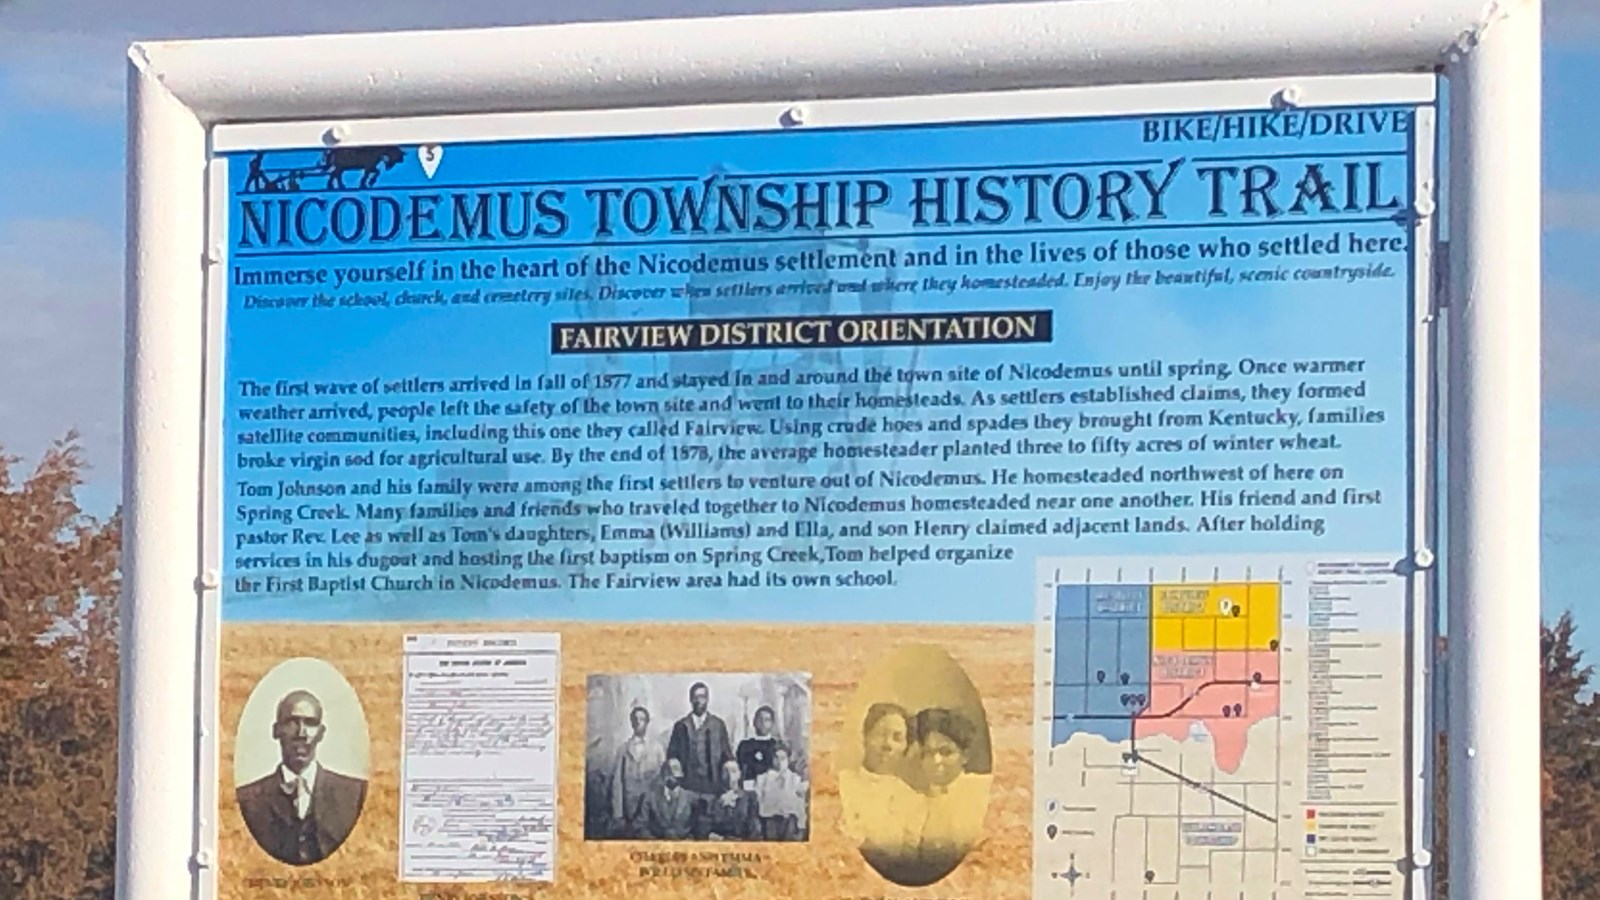 BIKE/HIKE/DRIVE
5
NICODEMUS TOWNSHIP HISTORY TRAIL
Immerse yourself in the heart of the Nicodemus settlement and in the lives of those who settled here.
Discover the school, church, and cemetery sites. Discover when settlers arrived and where they homesteaded. Enjoy the beautiful, scenic countryside.
FAIRVIEW DISTRICT ORIENTATION
The first wave of settlers arrived in fall of 1877 and stayed in and around the town site of Nicodemus until spring. Once warmer
weather arrived, people left the safety of the town site and went to their homesteads. As settlers established claims, they formed
satellite communities, including this one they called Fairview. Using crude hoes and spades they brought from Kentucky, families
broke virgin sod for agricultural use. By the end of 1878, the average homesteader planted three to fifty acres of winter wheat.
Tom Johnson and his family were among the first settlers to venture out of Nicodemus. He homesteaded northwest of here on
Spring Creek. Many families and friends who traveled together to Nicodemus homesteaded near one another. His friend and first
pastor Rev. Lee as well as Tom's daughters, Emma (Williams) and Ella, and son Henry claimed adjacent lands. After holding
services in his dugout and hosting the first baptism on Spring Creek, Tom helped organize
the First Baptist Church in Nicodemus. The Fairview area had its own school.
HENRY JOHNSON
CHARLES AND EMMA
WILLIAMS FAMILY